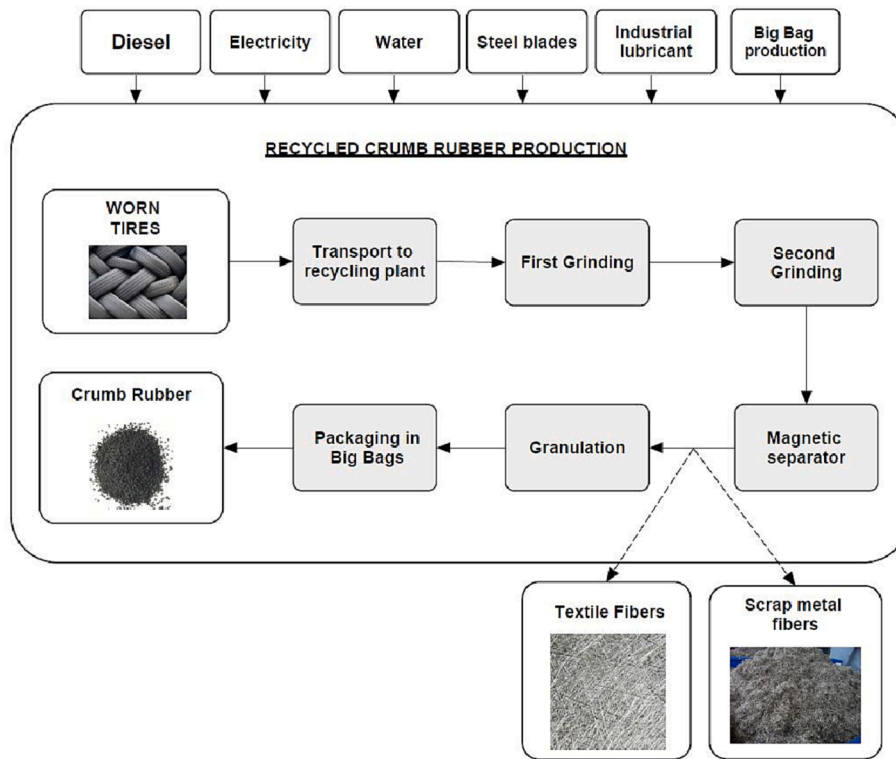 Diesel
Electricity
Water
Steel blades
Industrial
lubricant
Big Bag
production
RECYCLED CRUMB RUBBER PRODUCTION
WORN
TIRES
Transport to
recycling plant
First Grinding
Second
Grinding
Crumb Rubber
Packaging in
Big Bags
Granulation
Magnetic
separator
Textile Fibers
Scrap metal
fibers